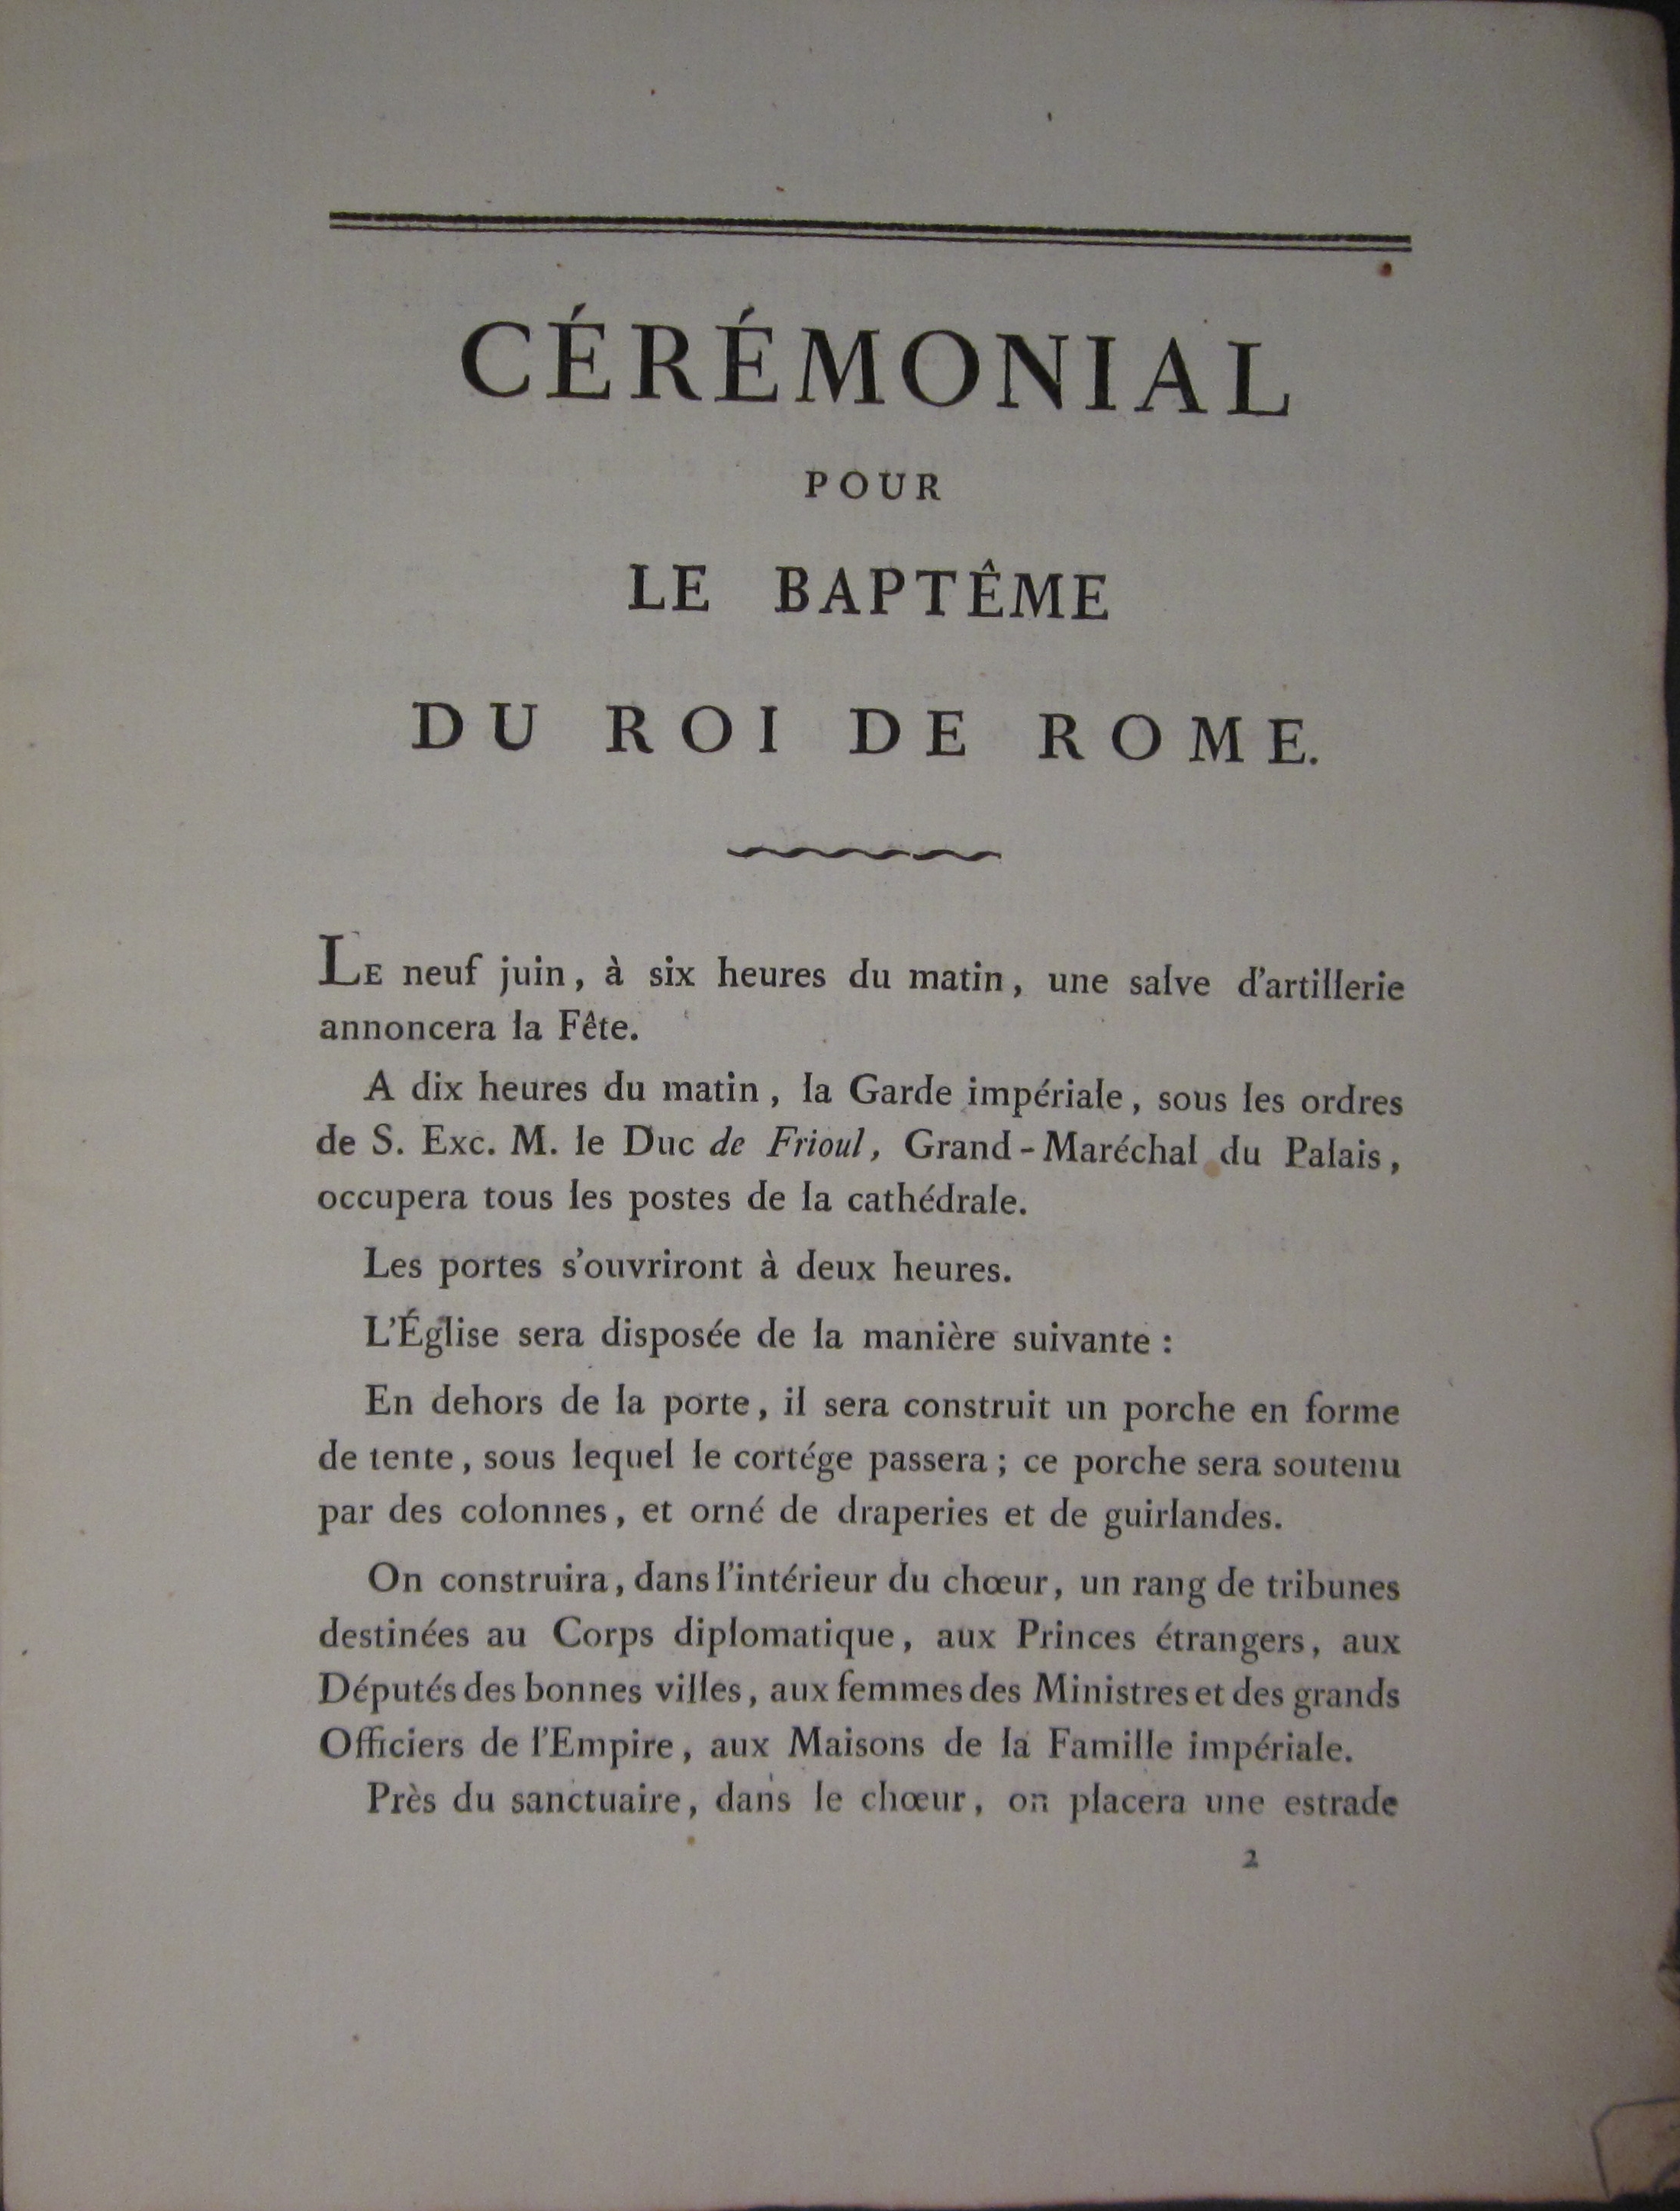 CÉRÉMONIAL
POUR
LE BAPTÊME
DU ROI DE ROME.
LE neuf juin, à six heures du matin, une salve d'artillerie
annoncera la Fête.
A dix heures du matin, la Garde impériale, sous les ordres
de S. Exc. M. le Duc de Frioul, Grand-Maréchal du Palais,
occupera tous les postes de la cathédrale.
Les portes s'ouvriront à deux heures.
L'Église sera disposée de la manière suivante :
En dehors de la porte, il sera construit un porche en forme
de tente, sous lequel le cortége passera ; ce porche sera soutenu
par des colonnes, et orné de draperies et de guirlandes.
On construira, dans l'intérieur du chœur, un rang de tribunes
destinées au Corps diplomatique, aux Princes étrangers, aux
Députés des bonnes villes, aux femmes des Ministres et des grands
Officiers de l'Empire, aux Maisons de la Famille impériale.
Près du sanctuaire, dans le chœur, on placera une estrade
2